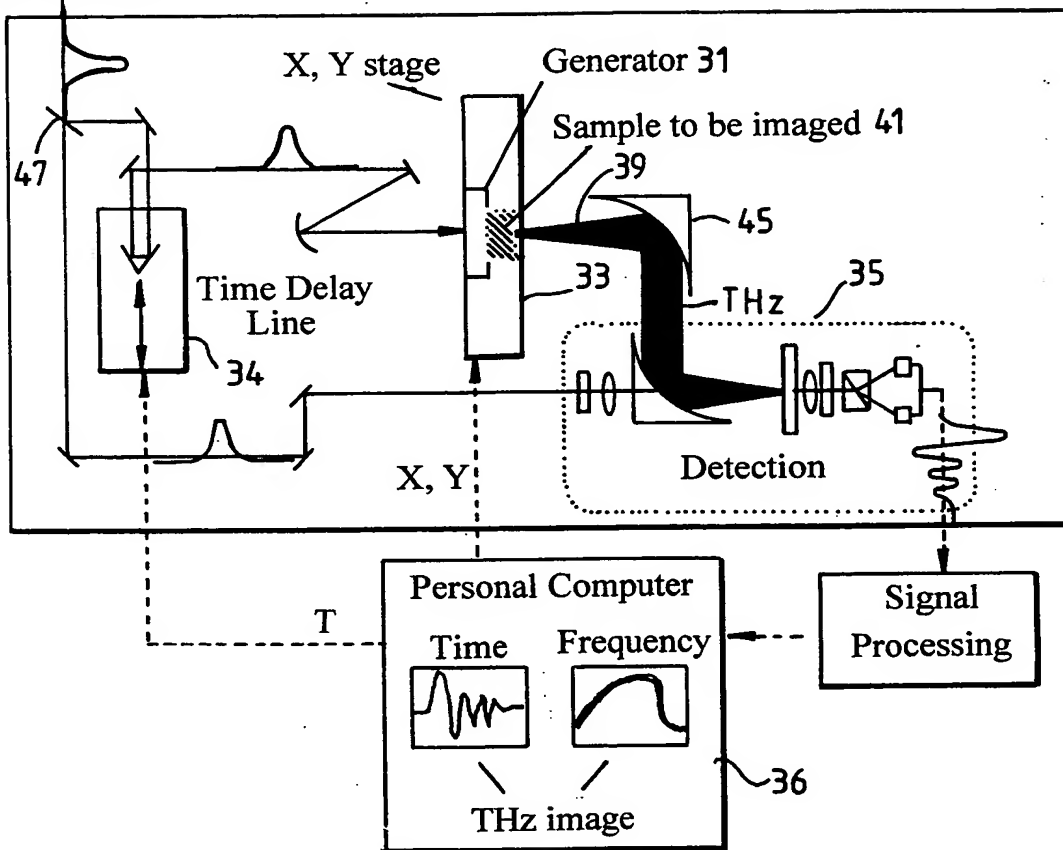 X, Y stage
Generator 31
Sample to be imaged 41
39
47
45
33
35
THz
Time Delay
Line
34
X, Y
Detection
Personal Computer
Time
Frequency
T
THz image
36
Signal
Processing